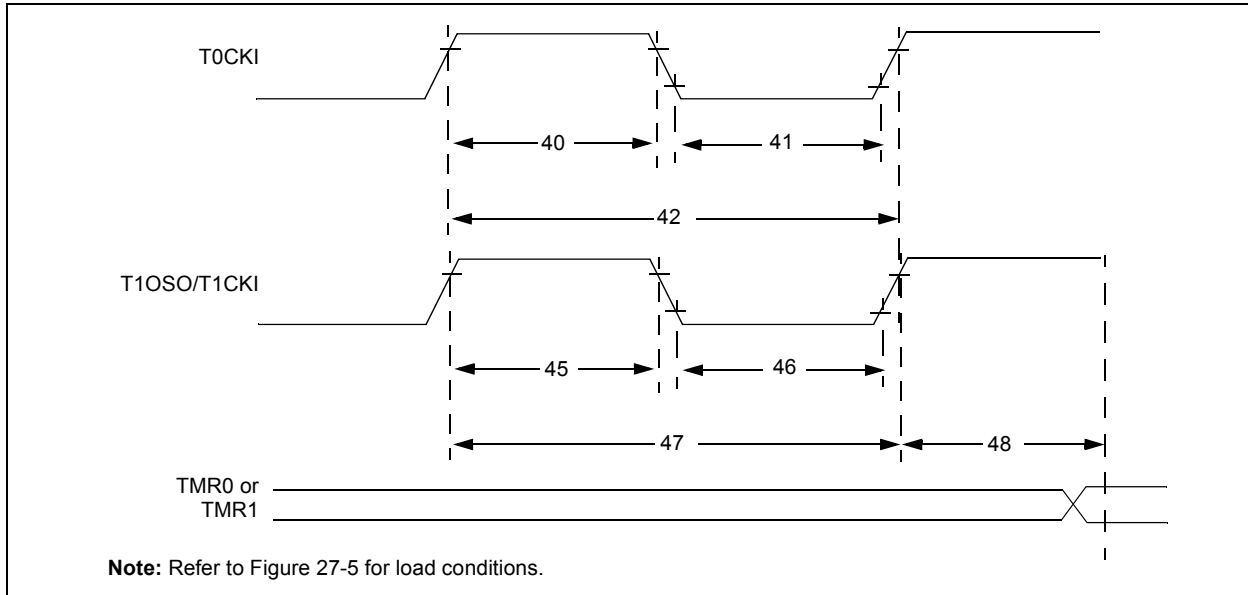 T0CKI
40
41
42
T1OSO/T1CKI
45
46
47
48
TMR0 or
TMR1
Note: Refer to Figure 27-5 for load conditions.